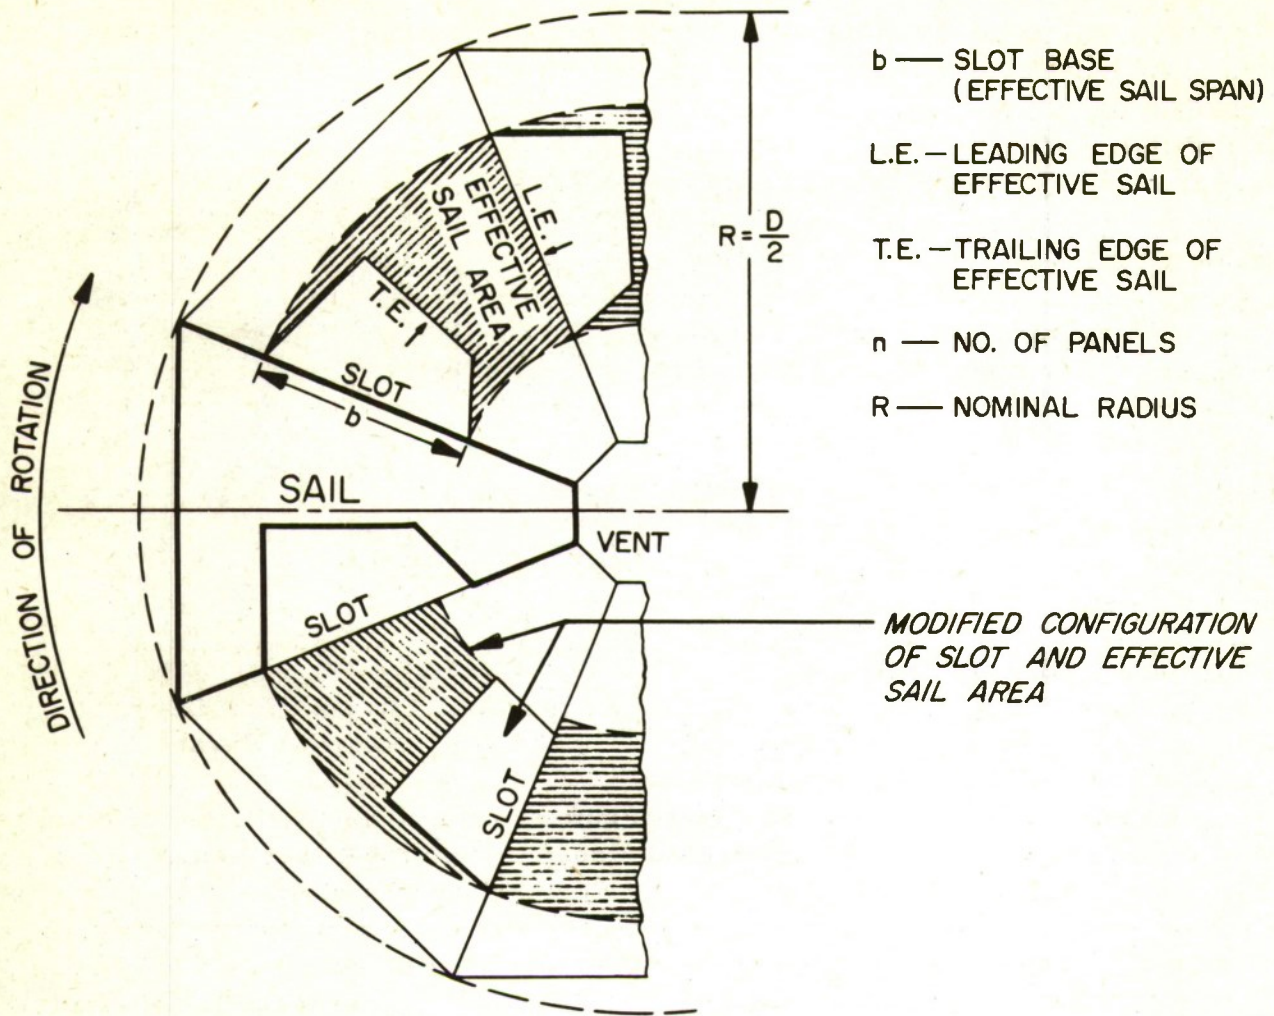 b — SLOT BASE
(EFFECTIVE SAIL SPAN)
L.E. — LEADING EDGE OF
EFFECTIVE SAIL
T.E. — TRAILING EDGE OF
EFFECTIVE SAIL
n — NO. OF PANELS
R — NOMINAL RADIUS
R = D
2
L.E.
EFFECTIVE
SAIL AREA
T.E.
SLOT
b
DIRECTION OF ROTATION
SAIL
VENT
SLOT
SLOT
MODIFIED CONFIGURATION
OF SLOT AND EFFECTIVE
SAIL AREA